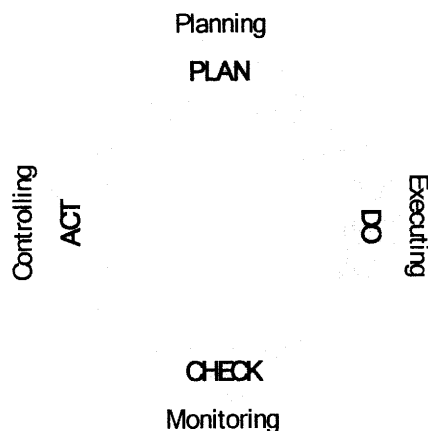 Planning
PLAN
Controlling
ACT
DO
Executing
CHECK
Monitoring